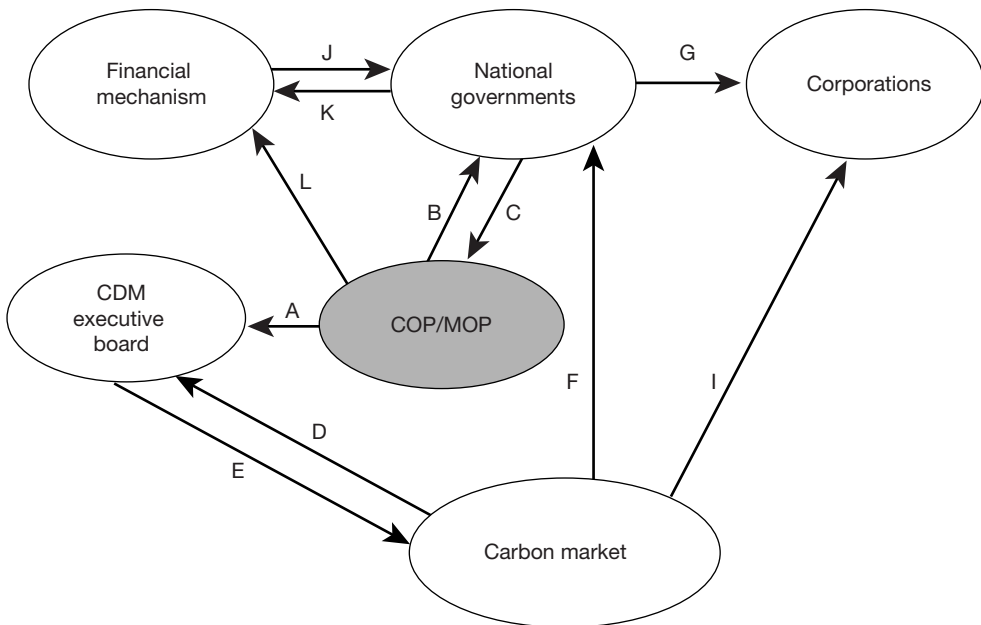 Financial
mechanism
J
K
National
governments
G
Corporations
L
B
C
CDM
executive
board
A
COP/MOP
F
I
D
E
Carbon market